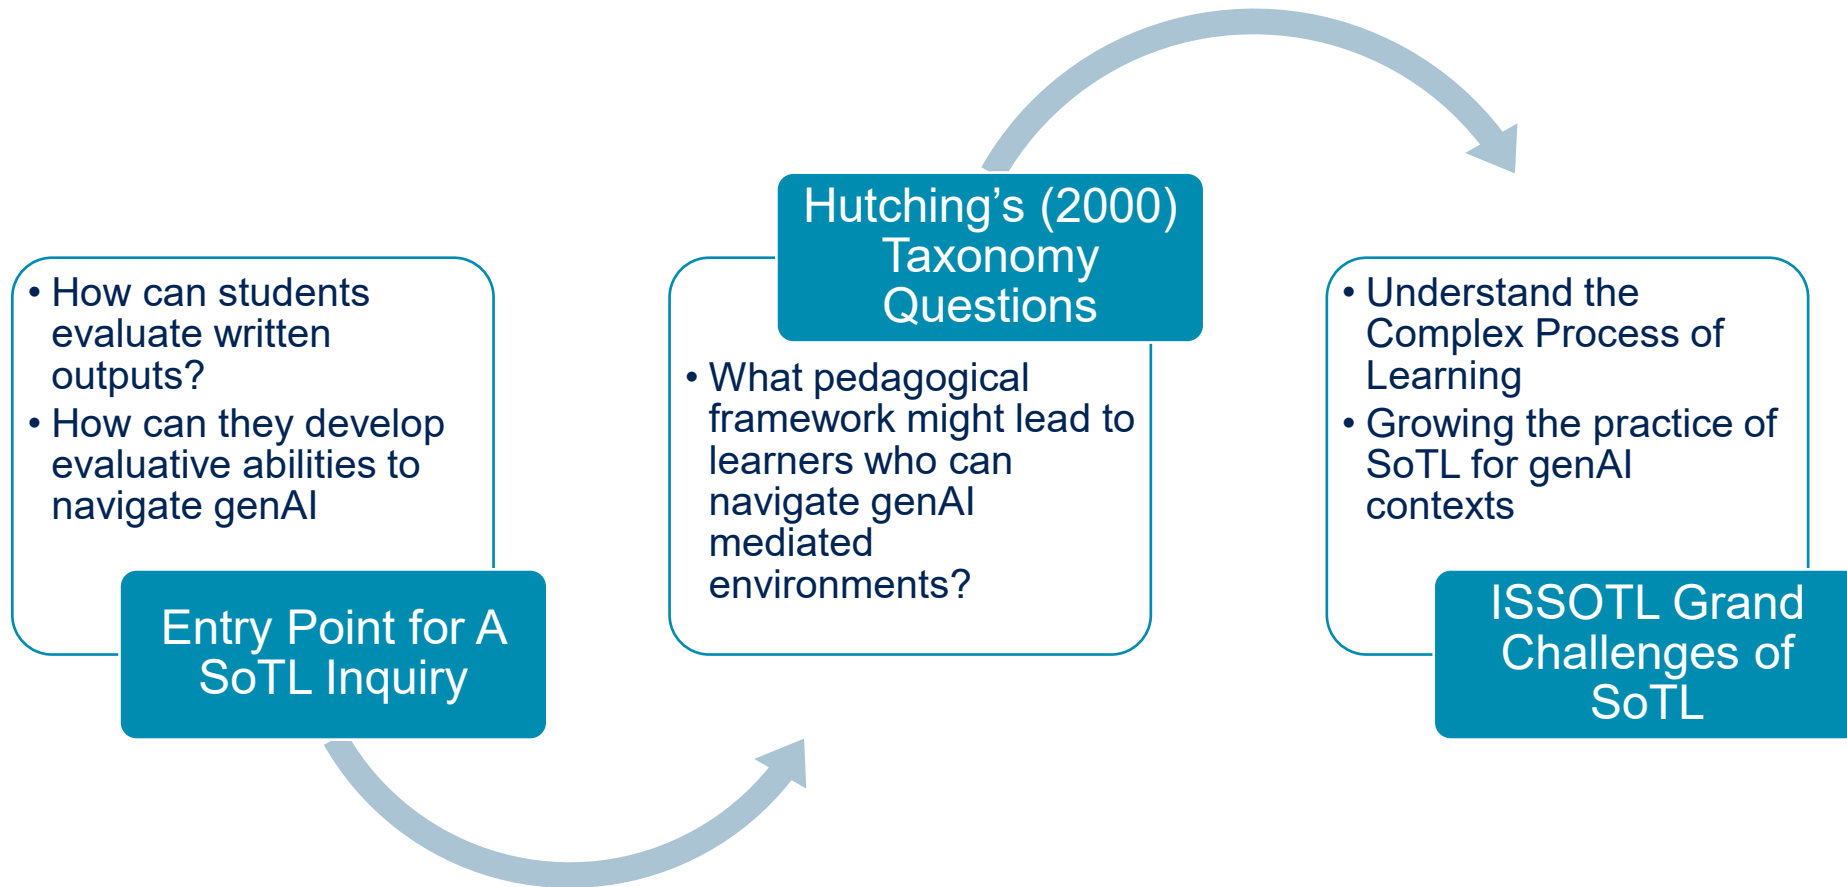 • How can students
evaluate written
outputs?
• How can they develop
evaluative abilities to
navigate genAI
Entry Point for A
SoTL Inquiry
Hutching’s (2000)
Taxonomy
Questions
• What pedagogical
framework might lead to
learners who can
navigate genAI
mediated
environments?
• Understand the
Complex Process of
Learning
• Growing the practice of
SoTL for genAI
contexts
ISSOTL Grand
Challenges of
SoTL